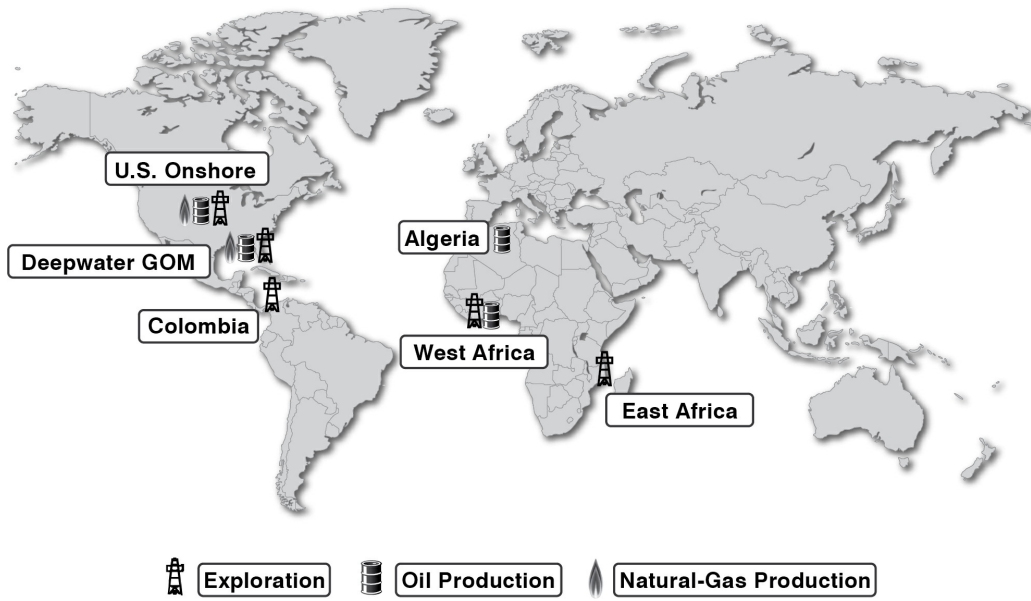 U.S. Onshore
Deepwater GOM
Colombia
Algeria
West Africa
East Africa
Exploration
Oil Production
Natural-Gas Production